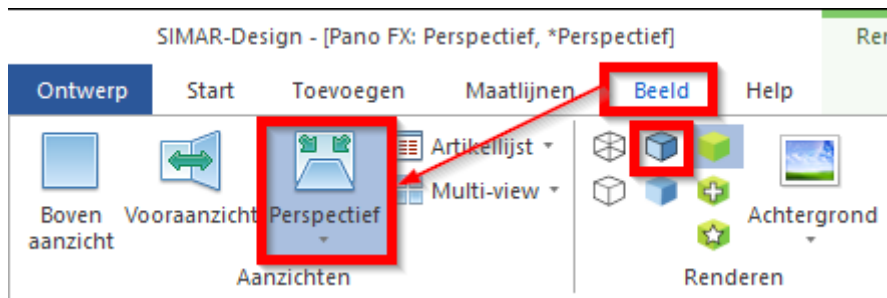 SIMAR-Design - [Pano FX: Perspectief, *Perspectief]
Ren
Ontwerp Start Toevoegen Maatlijnen Beeld Help
Artikellijst
Multi-view
Boven aanzicht
Vooraanzicht
Perspectief
Achtergrond
Aanzichten
Renderen